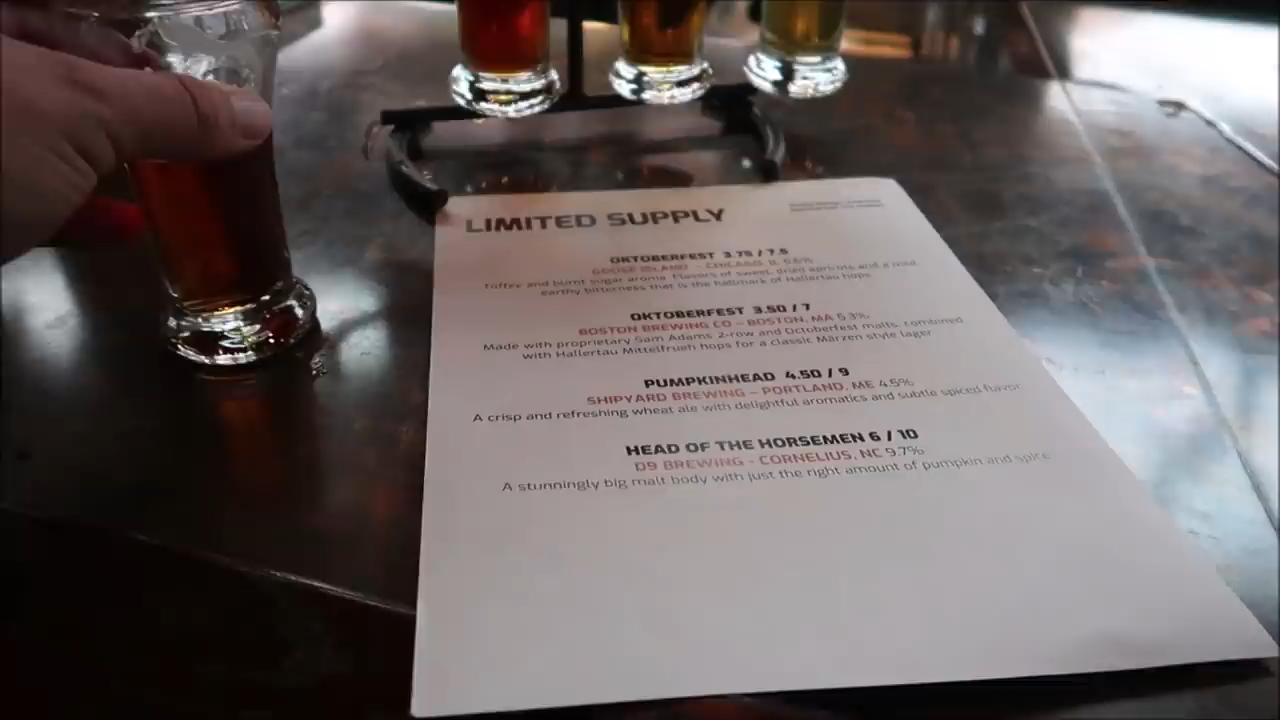 LIMITED SUPPLY
OKTOBERFEST 3.75 / 7.5
GOOSE ISLAND - CHICAGO, IL 5.6%
Toffee and burnt sugar aroma. Flavors of sweet, dried apricots and a mild,
earthy bitterness that is the hallmark of Hallertau hops
OKTOBERFEST 3.50 / 7
BOSTON BREWING CO – BOSTON, MA 5.3%
Made with proprietary Sam Adams 2-row and Octoberfest malts, combined
with Hallertau Mittelfrueh hops for a classic Märzen style lager
PUMPKINHEAD 4.50 / 9
SHIPYARD BREWING – PORTLAND, ME 4.5%
A crisp and refreshing wheat ale with delightful aromatics and subtle spiced flavor
HEAD OF THE HORSEMEN 6 / 10
D9 BREWING - CORNELIUS, NC 9.7%
A stunningly big malt body with just the right amount of pumpkin and spice